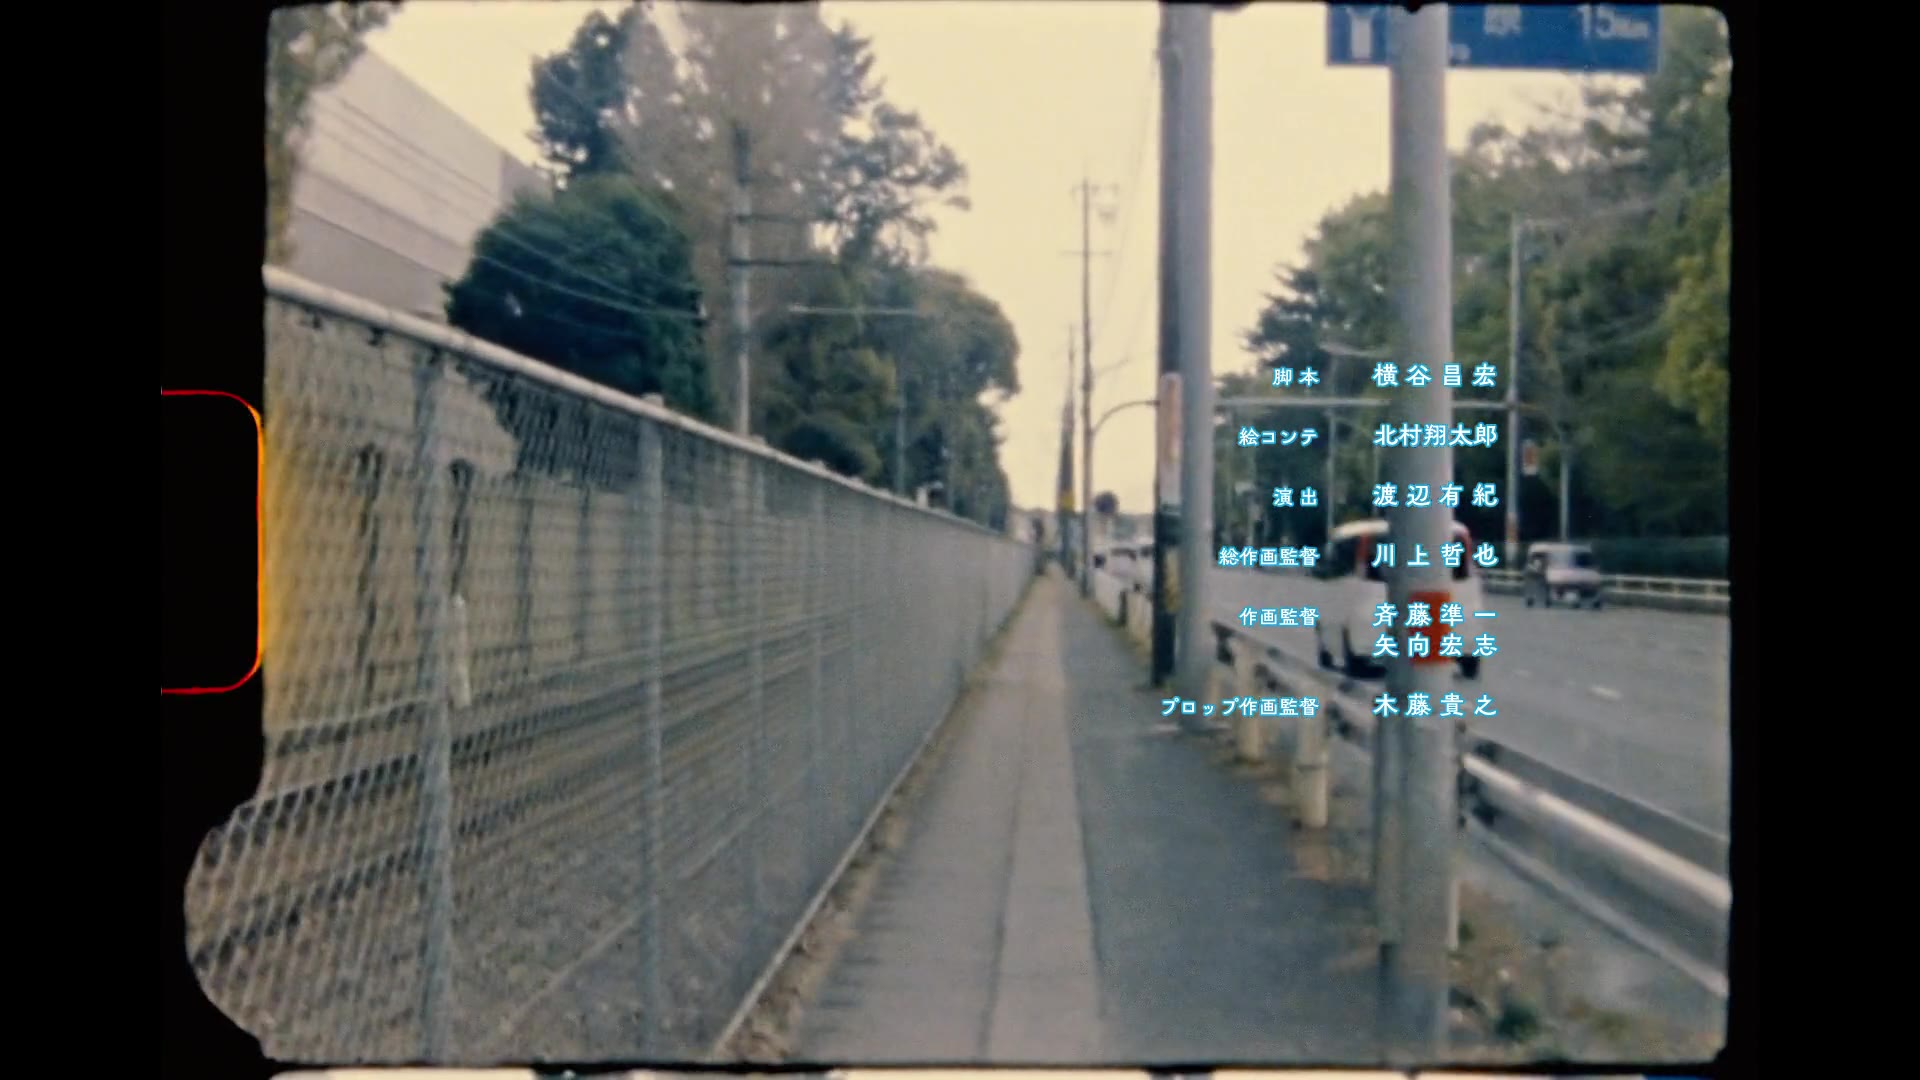 駅 15km
脚本 横谷昌宏
絵コンテ 北村翔太郎
演出 渡辺有紀
総作画監督 川上哲也
作画監督 斉藤準一
矢向宏志
プロップ作画監督 木藤貴之